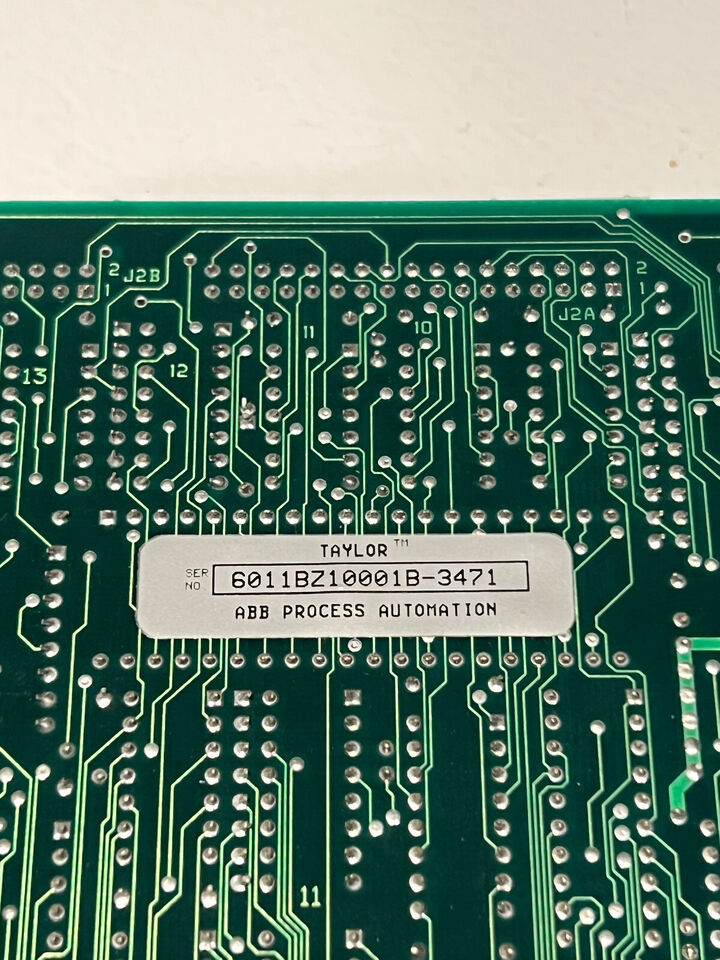 2
J2B
1
2
1
J2A
11
10
12
13
TAYLOR™
SER
NO
6011BZ10001B-3471
ABB PROCESS AUTOMATION
11